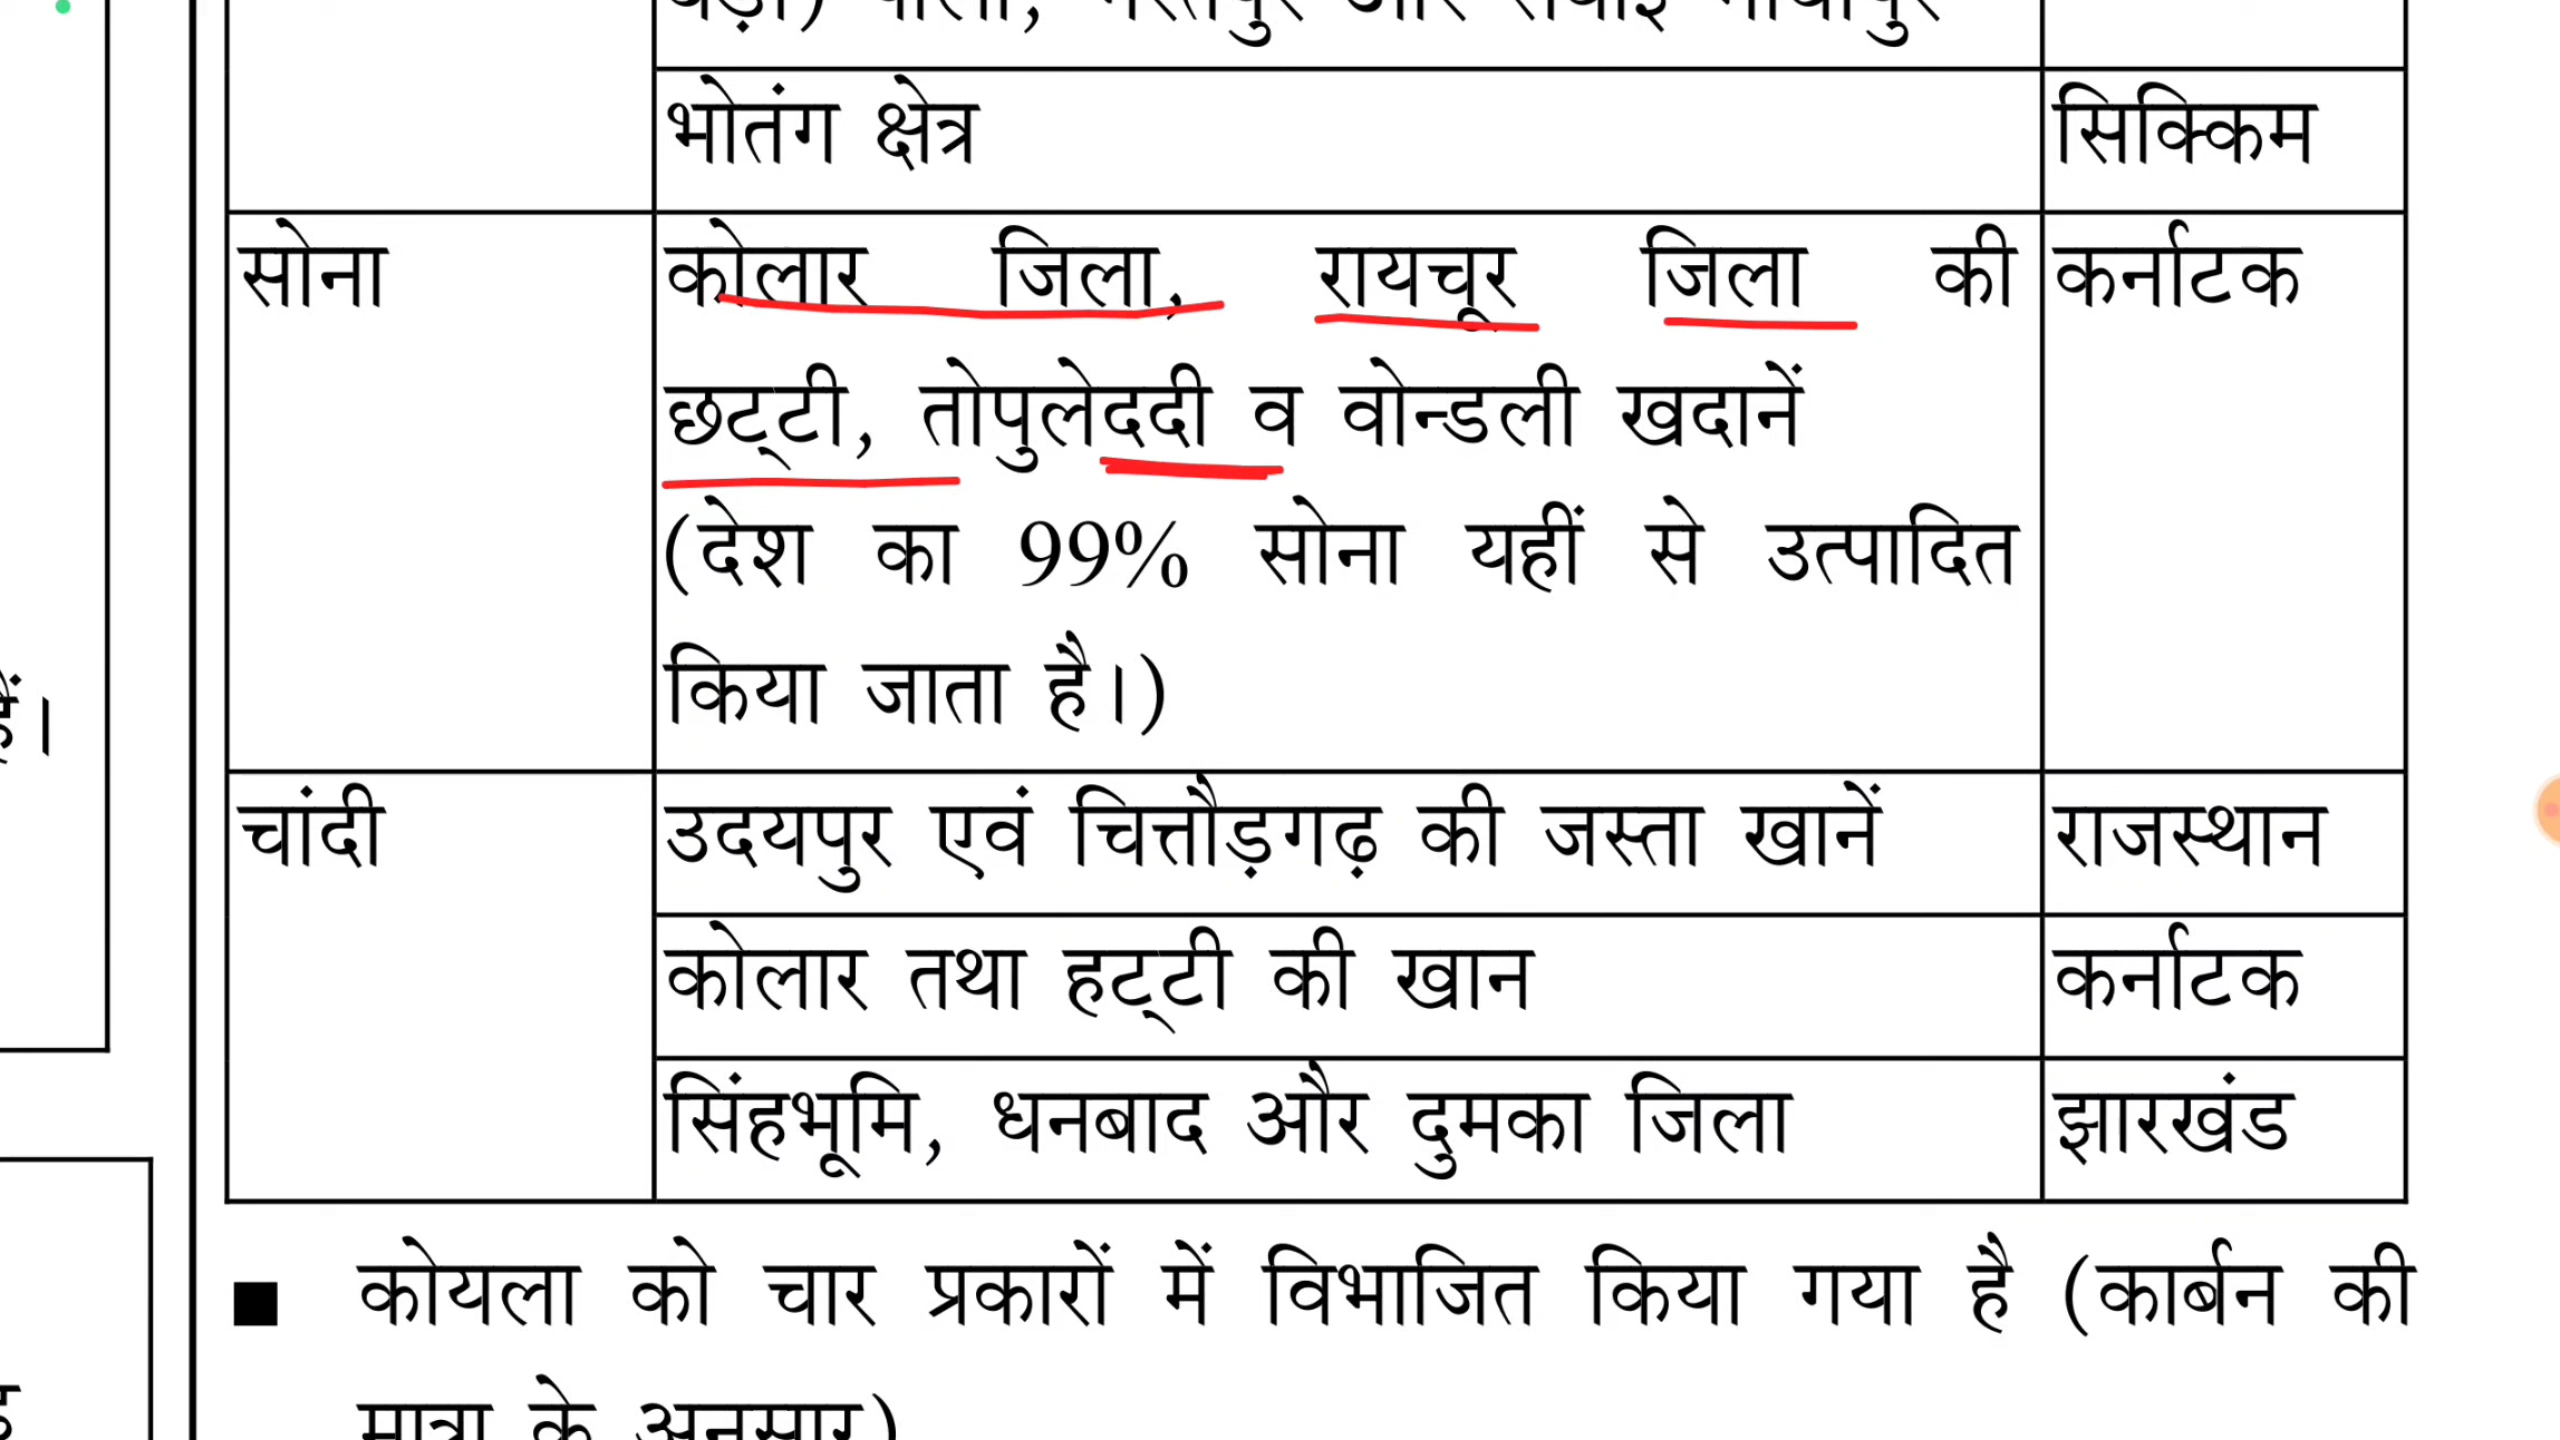 भोतंग क्षेत्र सिक्किम
सोना कोलार जिला, रायचूर जिला की कर्नाटक
छट्टी, तोपुलेददी व वोन्डली खदानें
(देश का 99% सोना यहीं से उत्पादित
किया जाता है।)
चांदी उदयपुर एवं चित्तौड़गढ़ की जस्ता खानें राजस्थान
कोलार तथा हट्टी की खान कर्नाटक
सिंहभूमि, धनबाद और दुमका जिला झारखंड
■ कोयला को चार प्रकारों में विभाजित किया गया है (कार्बन की
मात्रा के अनुसार)